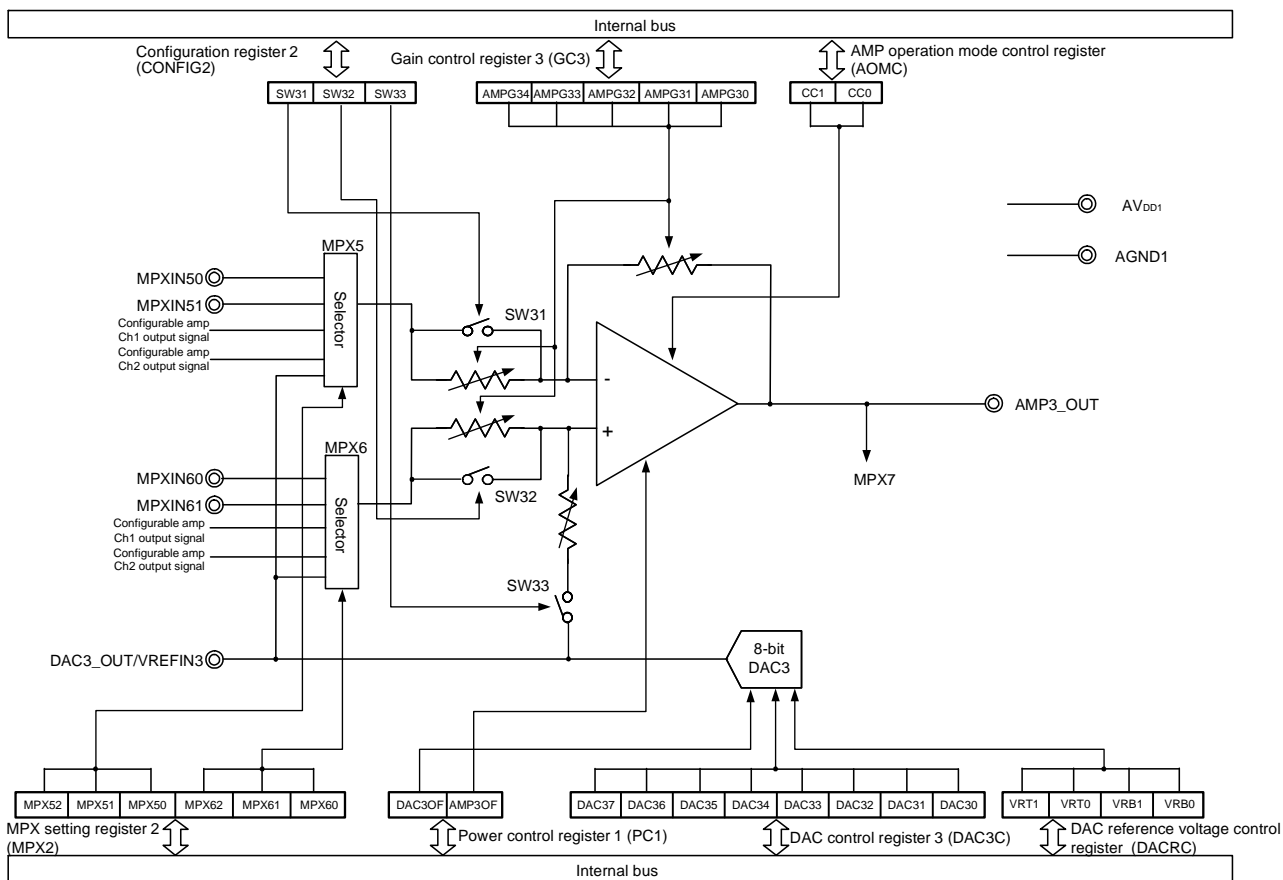 Internal bus
Configuration register 2
(CONFIG2)
Gain control register 3 (GC3)
AMP operation mode control register
(AOMC)
SW31 SW32 SW33
AMPG34 AMPG33 AMPG32 AMPG31 AMPG30
CC1 CC0
AVDD1
AGND1
MPX5
MPXIN50
MPXIN51
Configurable amp
Ch1 output signal
Configurable amp
Ch2 output signal
Selector
SW31
-
+
AMP3_OUT
MPX7
MPX6
MPXIN60
MPXIN61
Configurable amp
Ch1 output signal
Configurable amp
Ch2 output signal
Selector
SW32
SW33
DAC3_OUT/VREFIN3
8-bit
DAC3
MPX52 MPX51 MPX50 MPX62 MPX61 MPX60
DAC3OF AMP3OF
DAC37 DAC36 DAC35 DAC34 DAC33 DAC32 DAC31 DAC30
VRT1 VRT0 VRB1 VRB0
MPX setting register 2
(MPX2)
Power control register 1 (PC1)
DAC control register 3 (DAC3C)
DAC reference voltage control
register (DACRC)
Internal bus